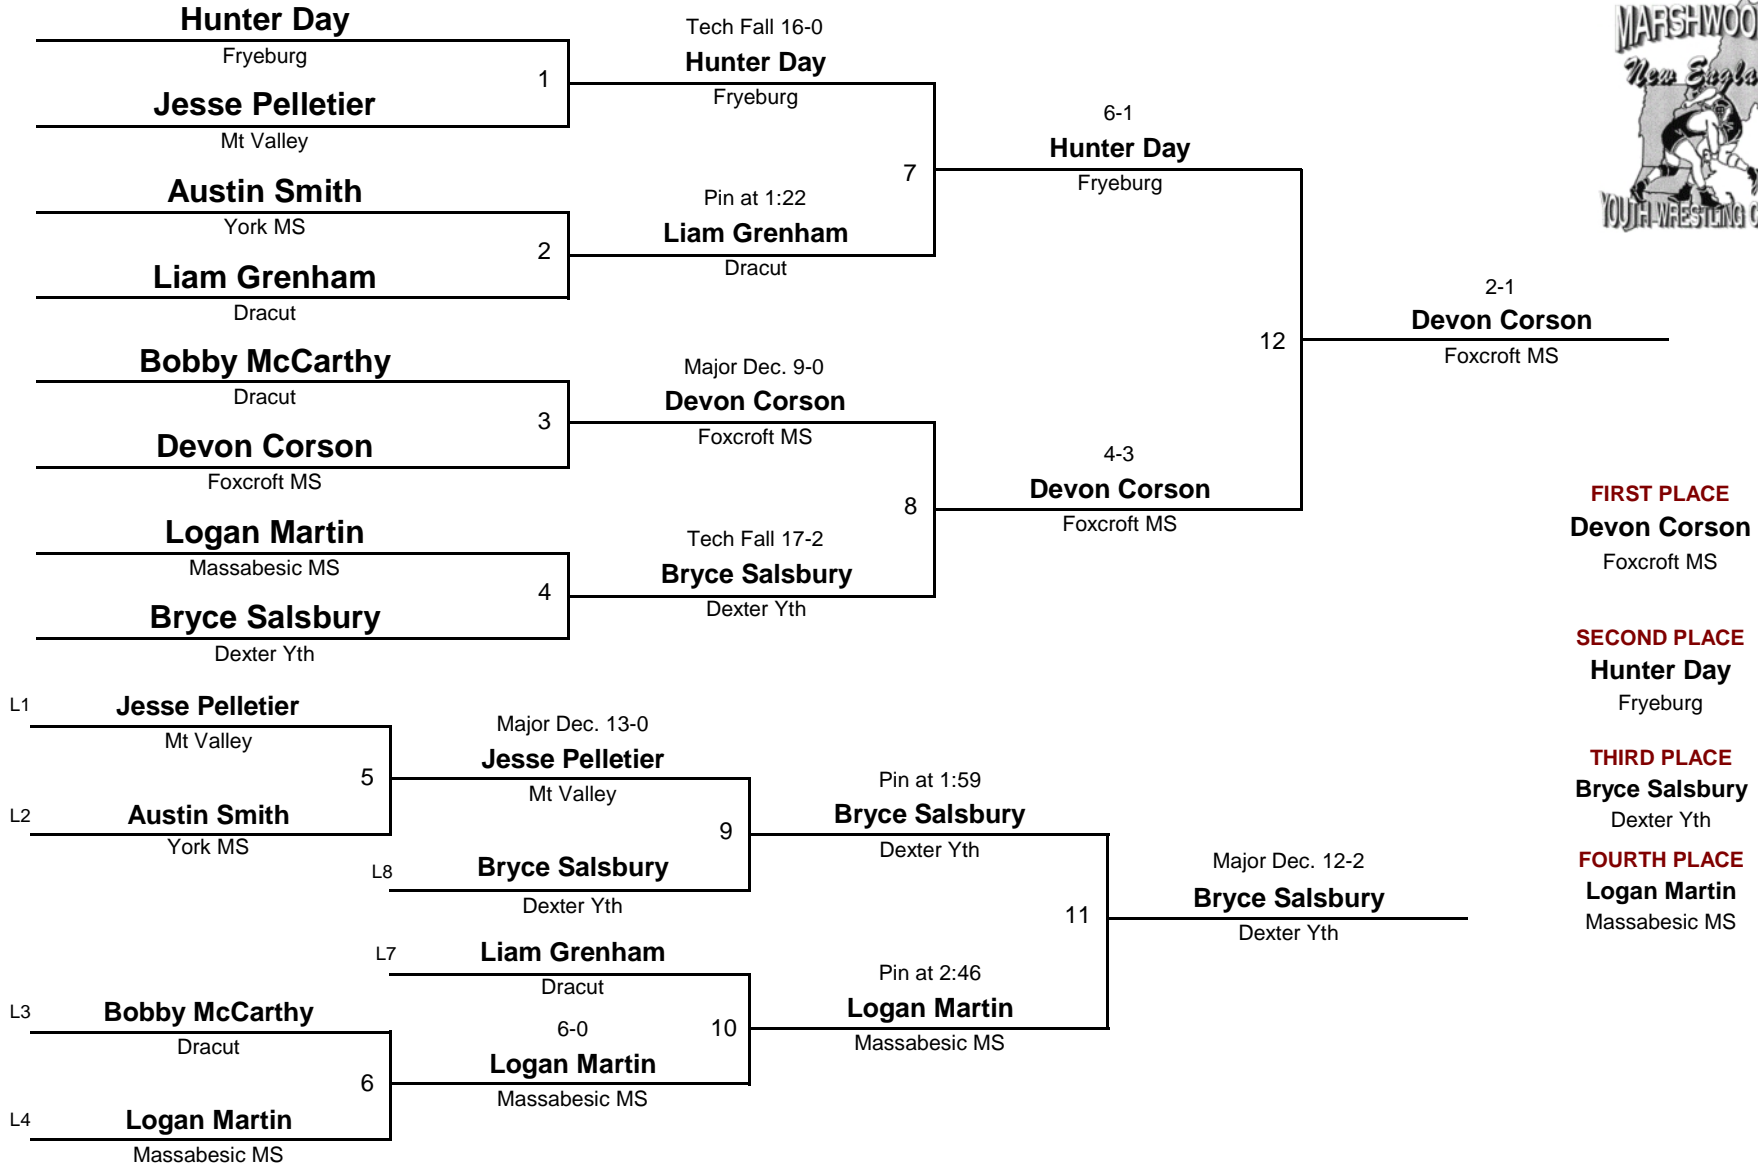 Hunter Day
Fryeburg
1
Jesse Pelletier
Mt Valley
Austin Smith
York MS
2
Liam Grenham
Dracut
Bobby McCarthy
Dracut
3
Devon Corson
Foxcroft MS
Logan Martin
Massabesic MS
4
Bryce Salsbury
Dexter Yth
Tech Fall 16-0
Hunter Day
Fryeburg
7
Pin at 1:22
Liam Grenham
Dracut
Major Dec. 9-0
Devon Corson
Foxcroft MS
8
Tech Fall 17-2
Bryce Salsbury
Dexter Yth
6-1
Hunter Day
Fryeburg
12
4-3
Devon Corson
Foxcroft MS
2-1
Devon Corson
Foxcroft MS
New
FIRST PLACE
Devon Corson
Foxcroft MS
SECOND PLACE
Hunter Day
Fryeburg
THIRD PLACE
Bryce Salsbury
Dexter Yth
FOURTH PLACE
Logan Martin
Massabesic MS
L1
Jesse Pelletier
Mt Valley
5
L2
Austin Smith
York MS
Major Dec. 13-0
Jesse Pelletier
Mt Valley
9
L8
Bryce Salsbury
Dexter Yth
L7
Liam Grenham
Dracut
10
6-0
Logan Martin
Massabesic MS
L3
Bobby McCarthy
Dracut
6
L4
Logan Martin
Massabesic MS
Pin at 1:59
Bryce Salsbury
Dexter Yth
11
Pin at 2:46
Logan Martin
Massabesic MS
Major Dec. 12-2
Bryce Salsbury
Dexter Yth
YOUTH WRESTLING